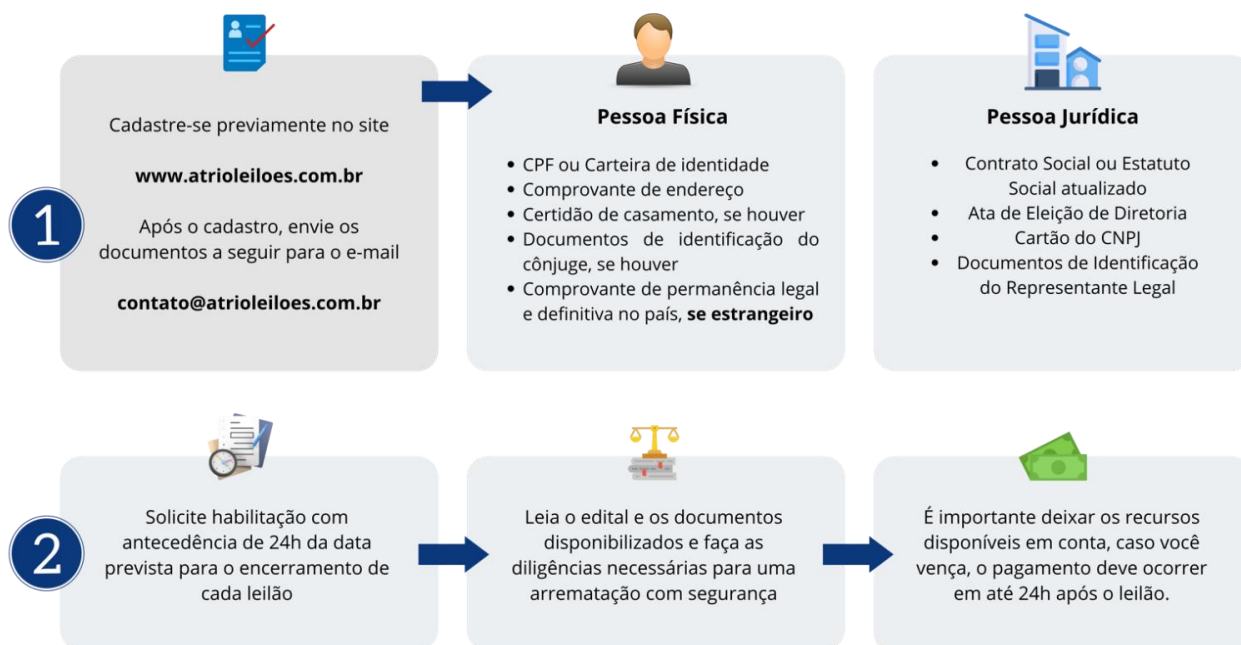 1
Cadastre-se previamente no site
www.atrioleiloes.com.br
Após o cadastro, envie os
documentos a seguir para o e-mail
contato@atrioleiloes.com.br
Pessoa Física
• CPF ou Carteira de identidade
• Comprovante de endereço
• Certidão de casamento, se houver
• Documentos de identificação do
cônjuge, se houver
• Comprovante de permanência legal
e definitiva no país, se estrangeiro
Pessoa Jurídica
• Contrato Social ou Estatuto
Social atualizado
• Ata de Eleição de Diretoria
• Cartão do CNPJ
• Documentos de Identificação
do Representante Legal
2
Solicite habilitação com
antecedência de 24h da data
prevista para o encerramento de
cada leilão
Leia o edital e os documentos
disponibilizados e faça as
diligências necessárias para uma
arrematação com segurança
É importante deixar os recursos
disponíveis em conta, caso você
vença, o pagamento deve ocorrer
em até 24h após o leilão.